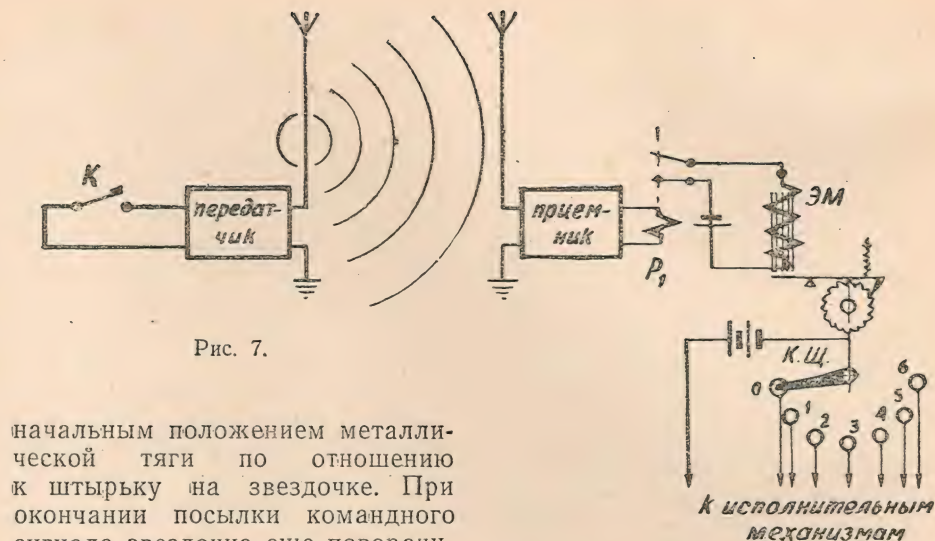 К
передат-
чик
прием-
ник
Р₁
ЭМ
Рис. 7.
К.Щ.
0
1
2
3
4
5
6
К исполнительным
механизмам
начальным положением металли-
ческой тяги по отношению
к штырьку на звездочке. При
окончании посылки командного